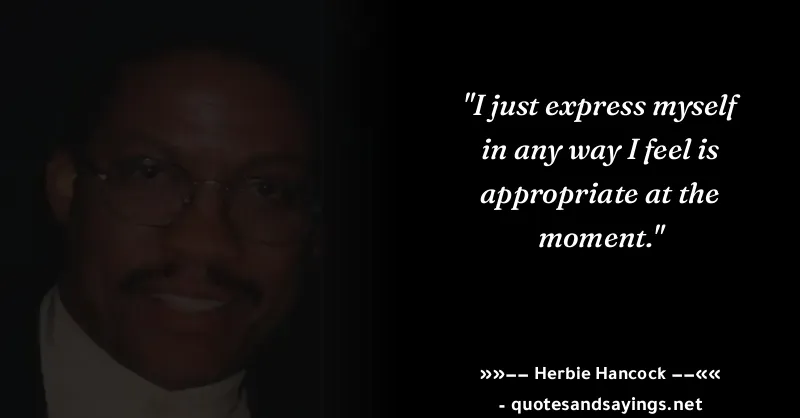 "I just express myself
in any way I feel is
appropriate at the
moment."
»»−− Herbie Hancock −−««
- quotesandsayings.net